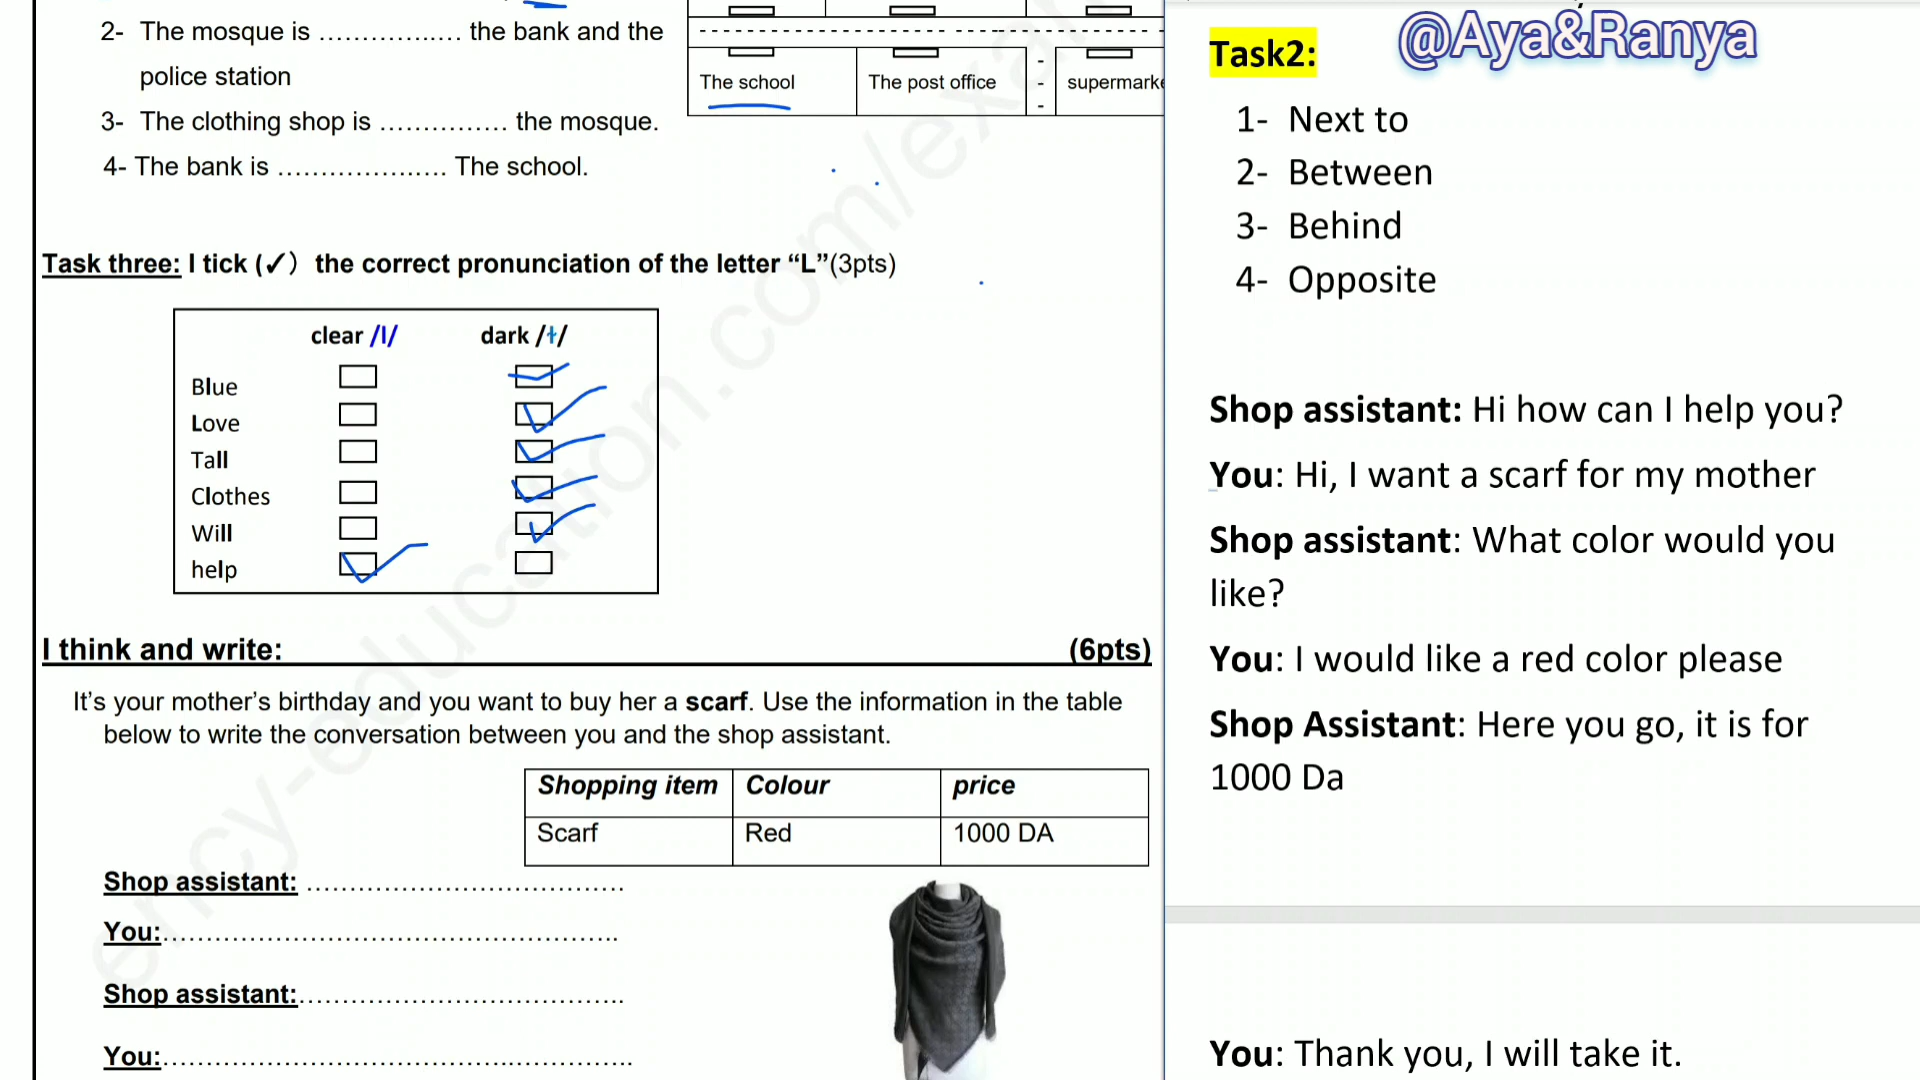 2- The mosque is ................ the bank and the
police station
3- The clothing shop is ............... the mosque.
4- The bank is .................... The school.
The school
The post office
supermarke
Task three: I tick (✓) the correct pronunciation of the letter “L”(3pts)
clear /l/ dark /ɫ/
Blue
Love
Tall
Clothes
Will
help
I think and write: (6pts)
It’s your mother’s birthday and you want to buy her a scarf. Use the information in the table
below to write the conversation between you and the shop assistant.
Shopping item Colour price
Scarf Red 1000 DA
Shop assistant: .....................................
You:.....................................................
Shop assistant:......................................
You:.......................................................
ency-education.com/exa
@Aya&Ranya
Task2:
1- Next to
2- Between
3- Behind
4- Opposite
Shop assistant: Hi how can I help you?
You: Hi, I want a scarf for my mother
Shop assistant: What color would you
like?
You: I would like a red color please
Shop Assistant: Here you go, it is for
1000 Da
You: Thank you, I will take it.